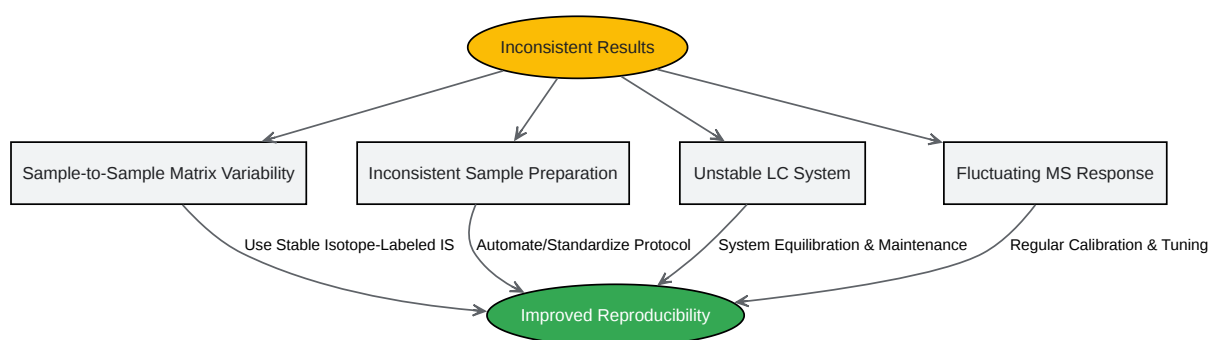 Inconsistent Results
Sample-to-Sample Matrix Variability
Inconsistent Sample Preparation
Unstable LC System
Fluctuating MS Response
Use Stable Isotope-Labeled IS
Automate/Standardize Protocol
System Equilibration & Maintenance
Regular Calibration & Tuning
Improved Reproducibility